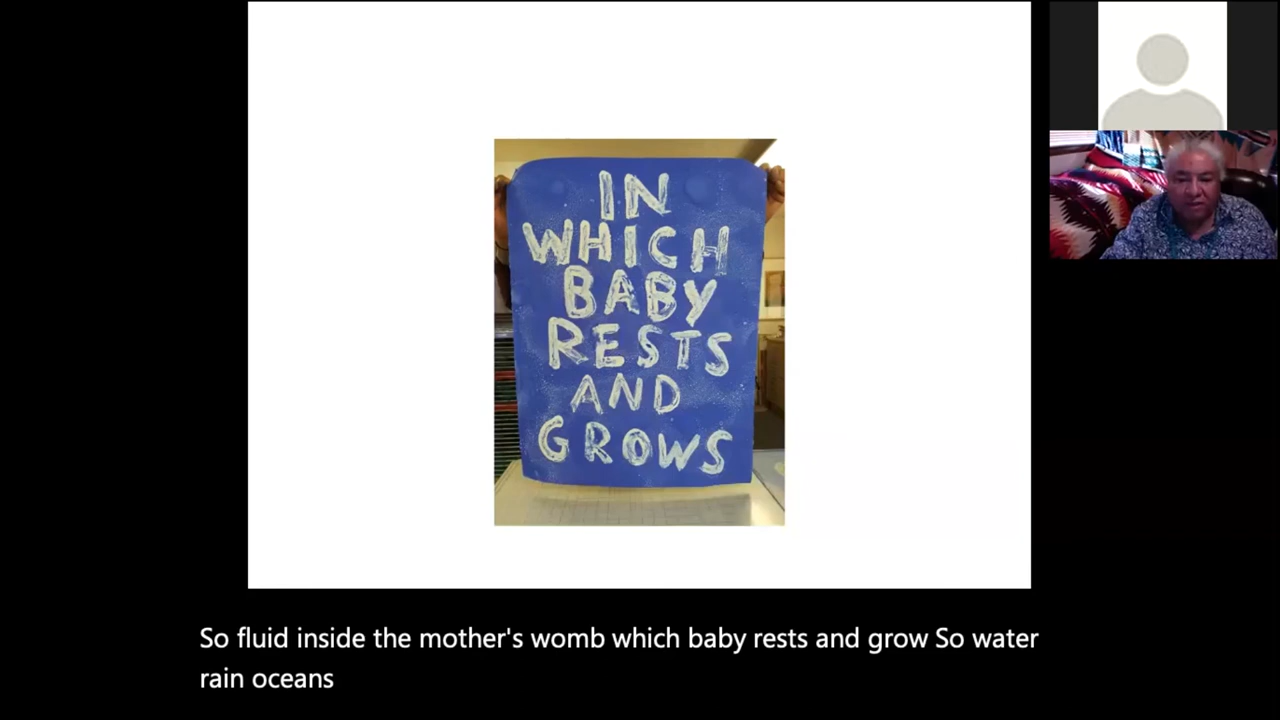 IN
WHICH
BABY
RESTS
AND
GROWS
So fluid inside the mother's womb which baby rests and grow So water
rain oceans